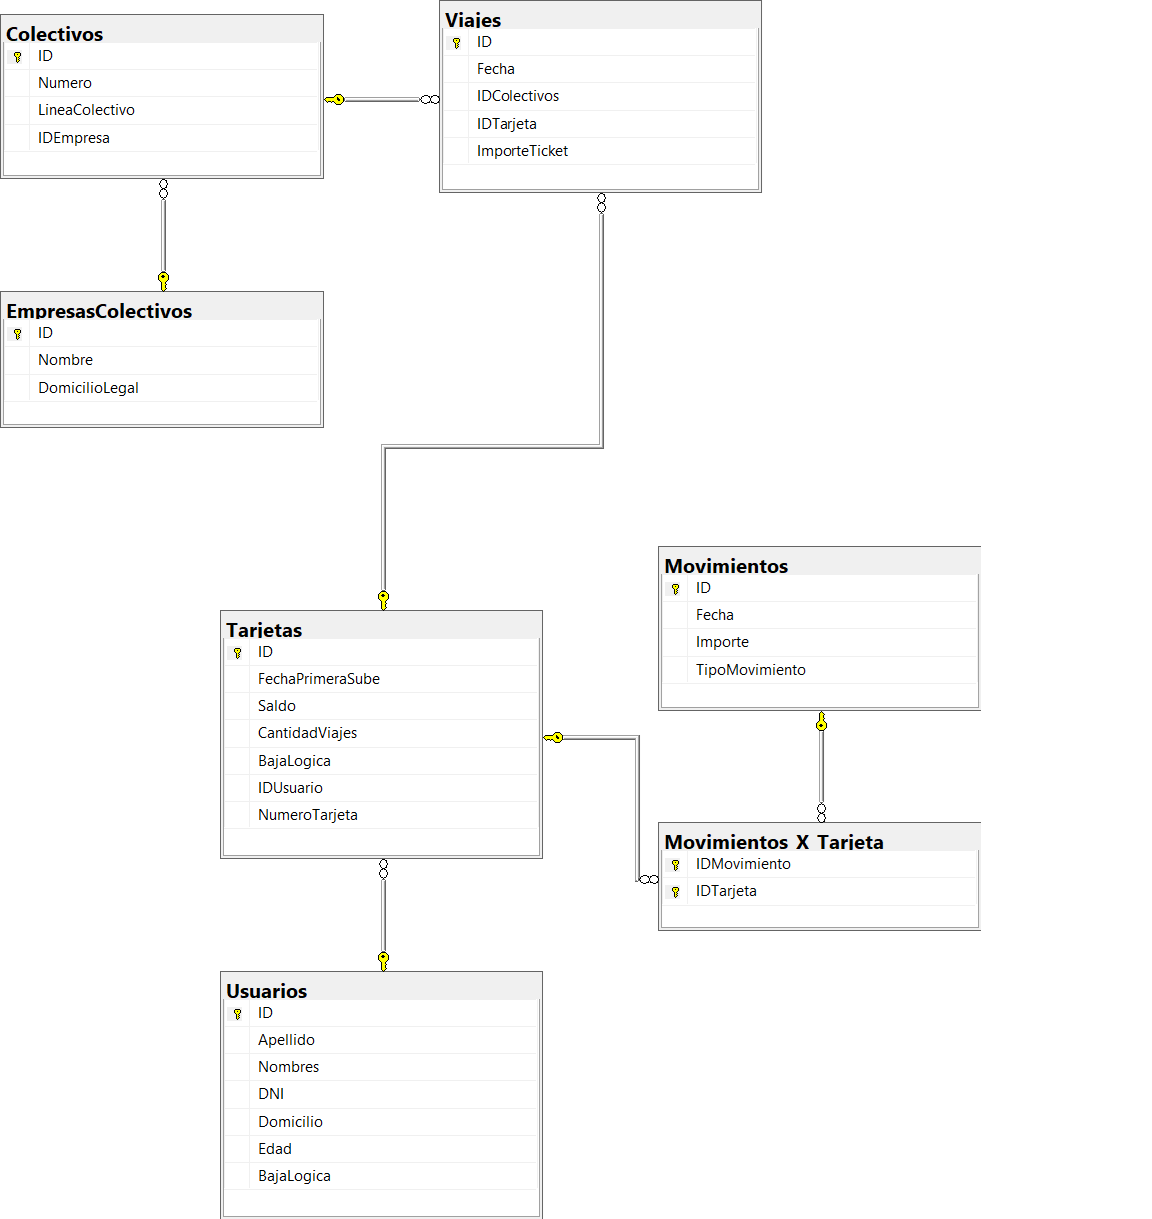 Colectivos
ID
Numero
LineaColectivo
IDEmpresa
Viajes
ID
Fecha
IDColectivos
IDTarjeta
ImporteTicket
EmpresasColectivos
ID
Nombre
DomicilioLegal
Tarjetas
ID
FechaPrimeraSube
Saldo
CantidadViajes
BajaLogica
IDUsuario
NumeroTarjeta
Movimientos
ID
Fecha
Importe
TipoMovimiento
Movimientos_X_Tarjeta
IDMovimiento
IDTarjeta
Usuarios
ID
Apellido
Nombres
DNI
Domicilio
Edad
BajaLogica